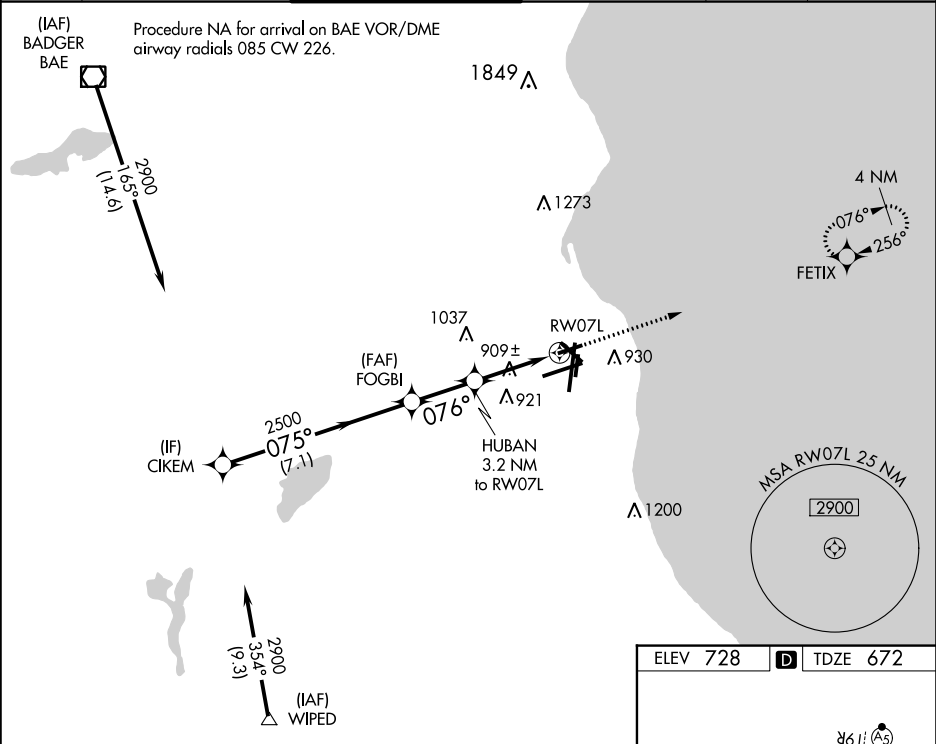 (IAF)
BADGER
BAE
Procedure NA for arrival on BAE VOR/DME
airway radials 085 CW 226.
1849
2900
165°
(14.6)
1273
4 NM
076°
256°
FETIX
1037
RW07L
909±
930
(FAF)
FOGBI
921
076°
2500
075°
(7.1)
(IF)
CIKEM
HUBAN
3.2 NM
to RW07L
MSA RW07L 25 NM
2900
1200
2900
354°
(9.3)
(IAF)
WIPED
ELEV 728
D
TDZE 672
19R
A5